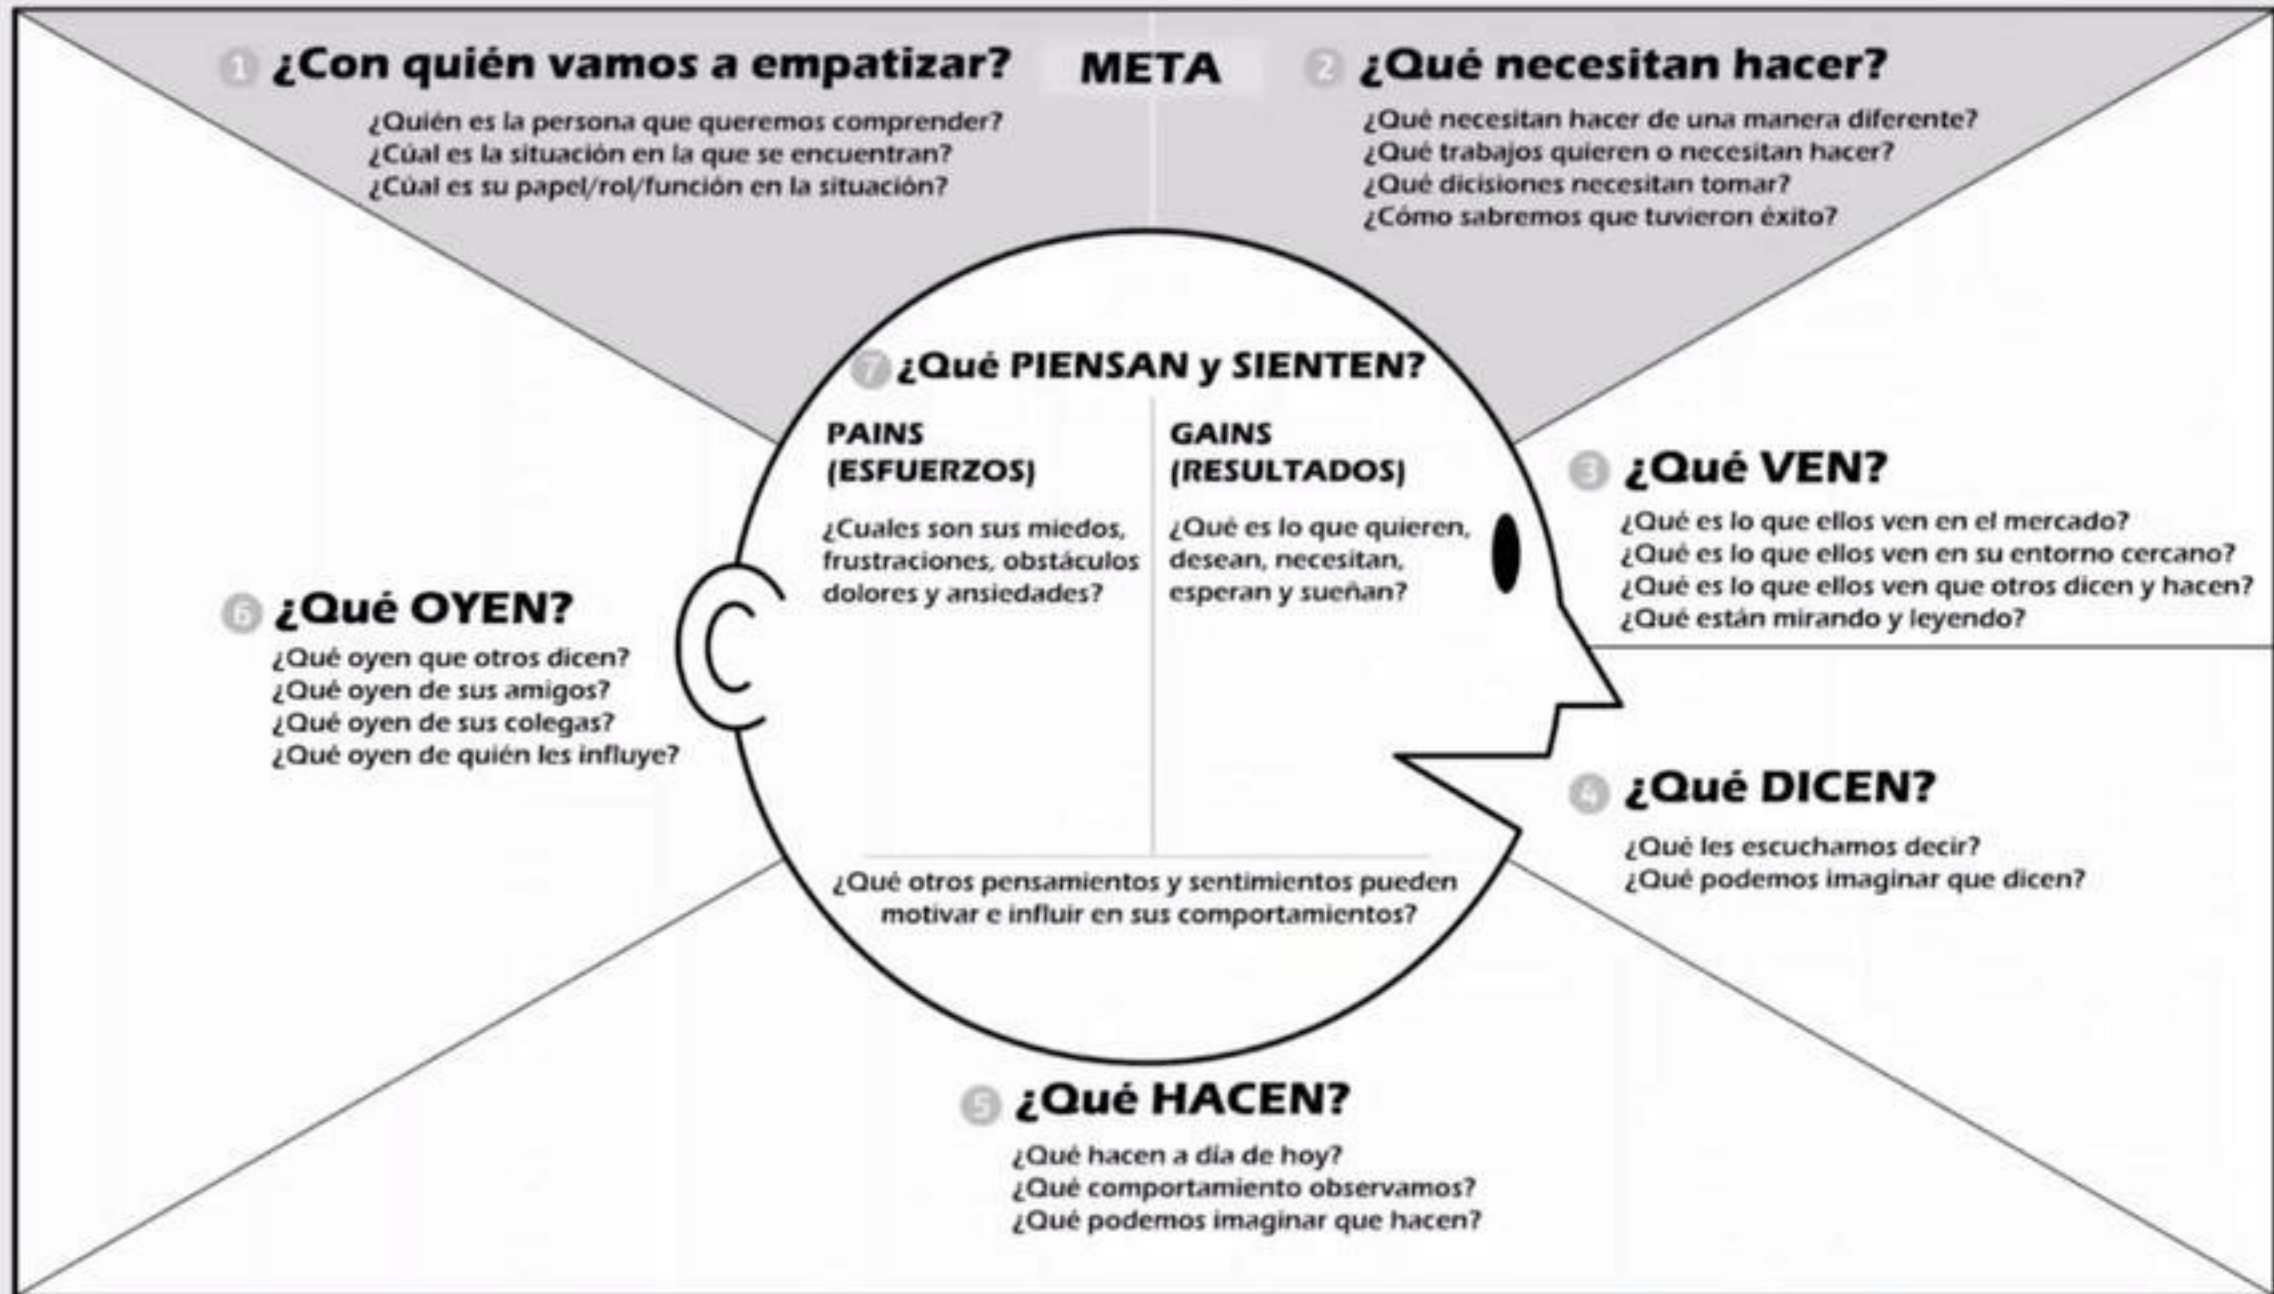 1 ¿Con quién vamos a empatizar?
¿Quién es la persona que queremos comprender?
¿Cúal es la situación en la que se encuentran?
¿Cúal es su papel/rol/función en la situación?
META
2 ¿Qué necesitan hacer?
¿Qué necesitan hacer de una manera diferente?
¿Qué trabajos quieren o necesitan hacer?
¿Qué dicisiones necesitan tomar?
¿Cómo sabremos que tuvieron éxito?
3 ¿Qué VEN?
¿Qué es lo que ellos ven en el mercado?
¿Qué es lo que ellos ven en su entorno cercano?
¿Qué es lo que ellos ven que otros dicen y hacen?
¿Qué están mirando y leyendo?
4 ¿Qué DICEN?
¿Qué les escuchamos decir?
¿Qué podemos imaginar que dicen?
5 ¿Qué HACEN?
¿Qué hacen a día de hoy?
¿Qué comportamiento observamos?
¿Qué podemos imaginar que hacen?
6 ¿Qué OYEN?
¿Qué oyen que otros dicen?
¿Qué oyen de sus amigos?
¿Qué oyen de sus colegas?
¿Qué oyen de quién les influye?
7 ¿Qué PIENSAN y SIENTEN?
PAINS
(ESFUERZOS)
¿Cuales son sus miedos,
frustraciones, obstáculos
dolores y ansiedades?
GAINS
(RESULTADOS)
¿Qué es lo que quieren,
desean, necesitan,
esperan y sueñan?
¿Qué otros pensamientos y sentimientos pueden
motivar e influir en sus comportamientos?